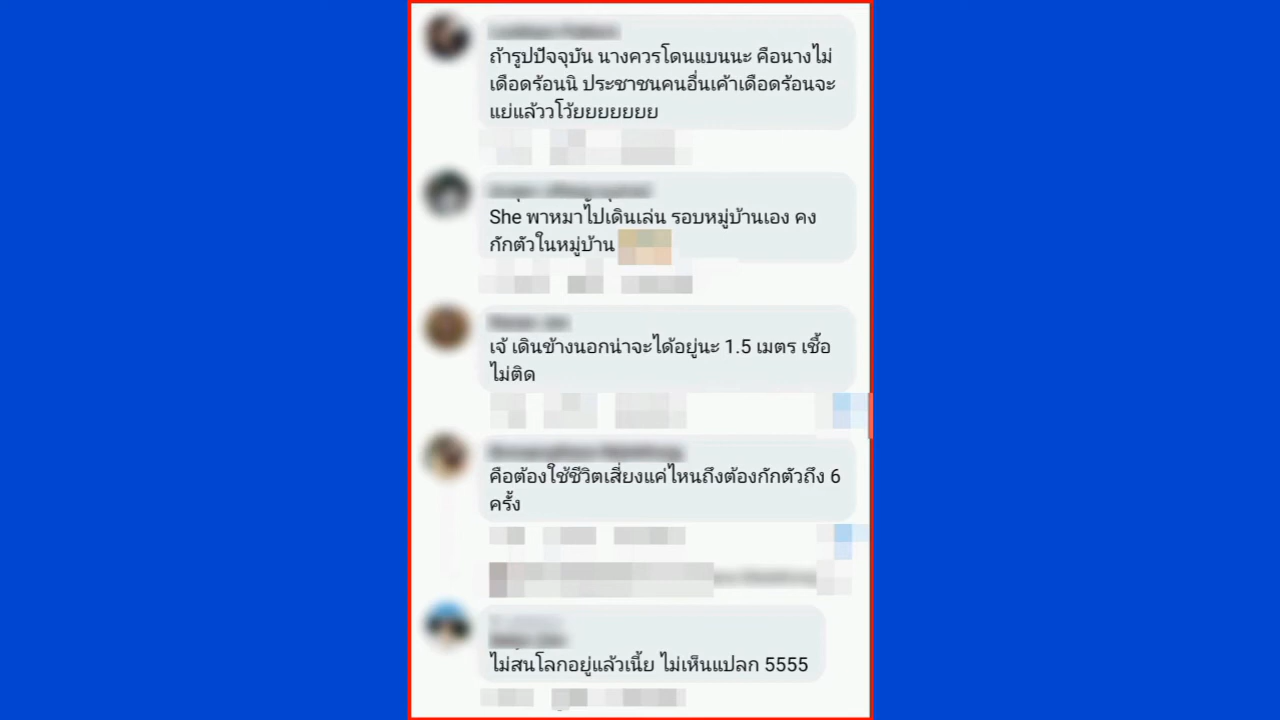 ถ้ารูปปัจจุบัน นางควรโดนแบนนะ คือนางไม่
เดือดร้อนนิ ประชาชนคนอื่นเค้าเดือดร้อนจะ
แย่แล้ววโว้ยยยยยยย
She พาหมาไปเดินเล่น รอบหมู่บ้านเอง คง
กักตัวในหมู่บ้าน
เจ้ เดินข้างนอกน่าจะได้อยู่นะ 1.5 เมตร เชื้อ
ไม่ติด
คือต้องใช้ชีวิตเสี่ยงแค่ไหนถึงต้องกักตัวถึง 6
ครั้ง
ไม่สนโลกอยู่แล้วเนี้ย ไม่เห็นแปลก 5555